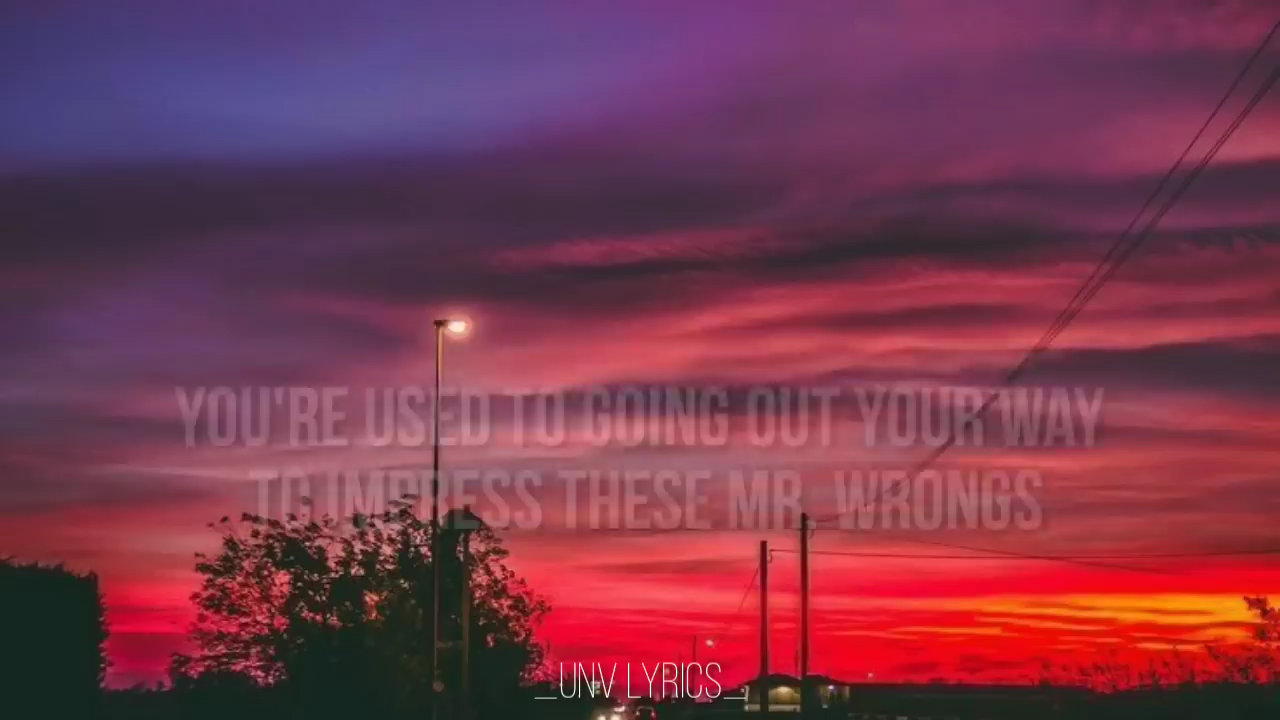 YOU'RE USED TO GOING OUT YOUR WAY
TO IMPRESS THESE MR. WRONGS
_UNV LYRICS_